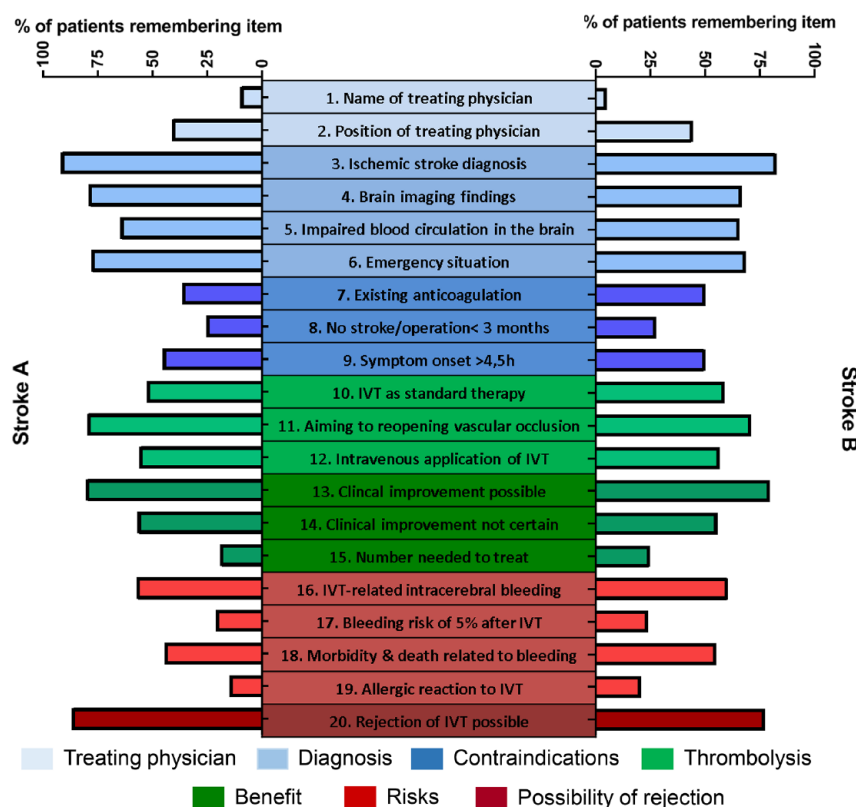 % of patients remembering item
% of patients remembering item
100
75
50
25
0
0
25
50
75
100
1. Name of treating physician
2. Position of treating physician
3. Ischemic stroke diagnosis
4. Brain imaging findings
5. Impaired blood circulation in the brain
6. Emergency situation
7. Existing anticoagulation
8. No stroke/operation< 3 months
9. Symptom onset >4,5h
10. IVT as standard therapy
11. Aiming to reopening vascular occlusion
12. Intravenous application of IVT
13. Clincal improvement possible
14. Clinical improvement not certain
15. Number needed to treat
16. IVT-related intracerebral bleeding
17. Bleeding risk of 5% after IVT
18. Morbidity & death related to bleeding
19. Allergic reaction to IVT
20. Rejection of IVT possible
Stroke A
Stroke B
Treating physician
Diagnosis
Contraindications
Thrombolysis
Benefit
Risks
Possibility of rejection